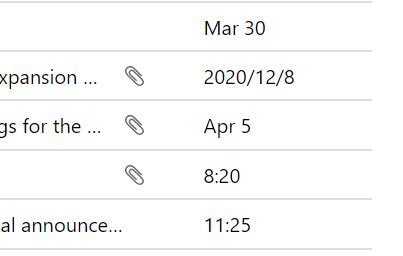 Mar 30
xpansion ... 2020/12/8
gs for the ... Apr 5
8:20
al announce... 11:25